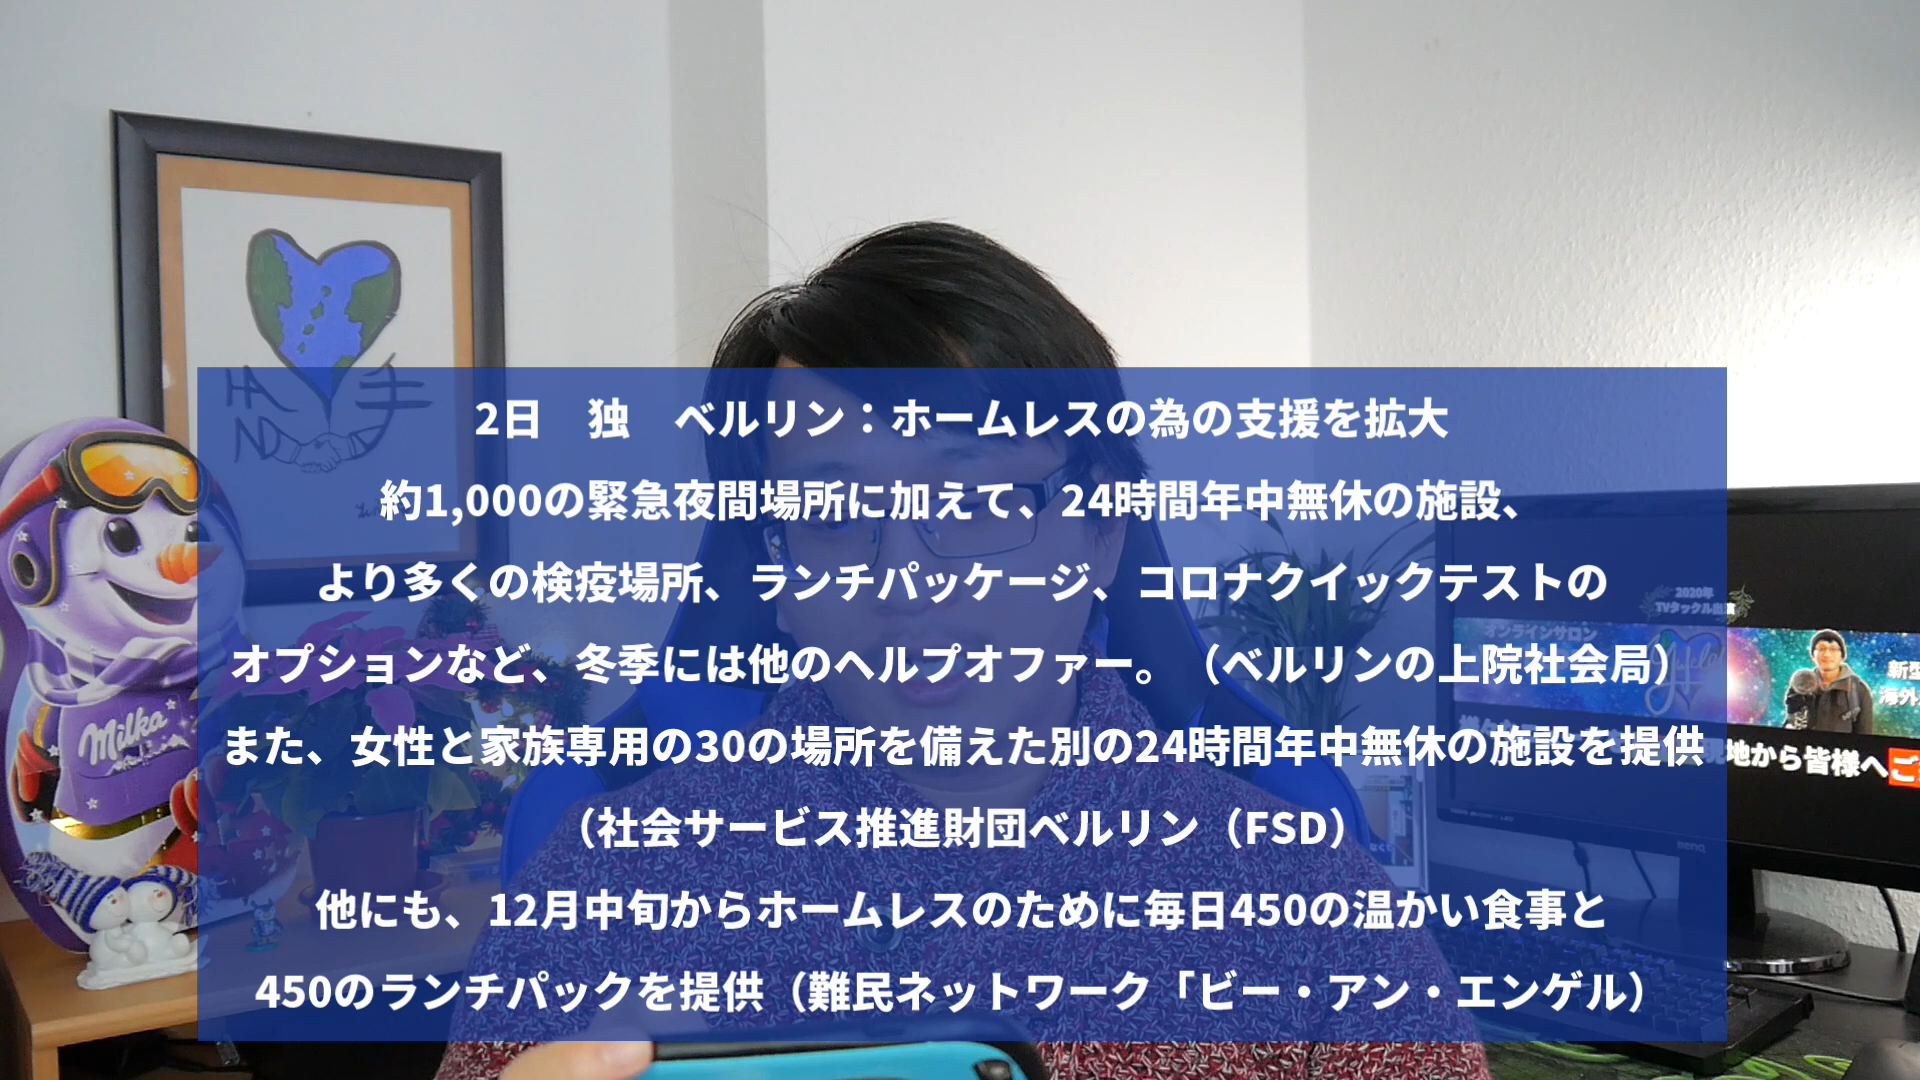 2日　独　ベルリン：ホームレスの為の支援を拡大
約1,000の緊急夜間場所に加えて、24時間年中無休の施設、
より多くの検疫場所、ランチパッケージ、コロナクイックテストの
オプションなど、冬季には他のヘルプオファー。（ベルリンの上院社会局）
また、女性と家族専用の30の場所を備えた別の24時間年中無休の施設を提供
（社会サービス推進財団ベルリン（FSD）
他にも、12月中旬からホームレスのために毎日450の温かい食事と
450のランチパックを提供（難民ネットワーク「ビー・アン・エンゲル）
HA
ND
手
Milka
2020年
TVタックル出演
オンラインサロン
新型
海外
現地から皆様へ
BenQ